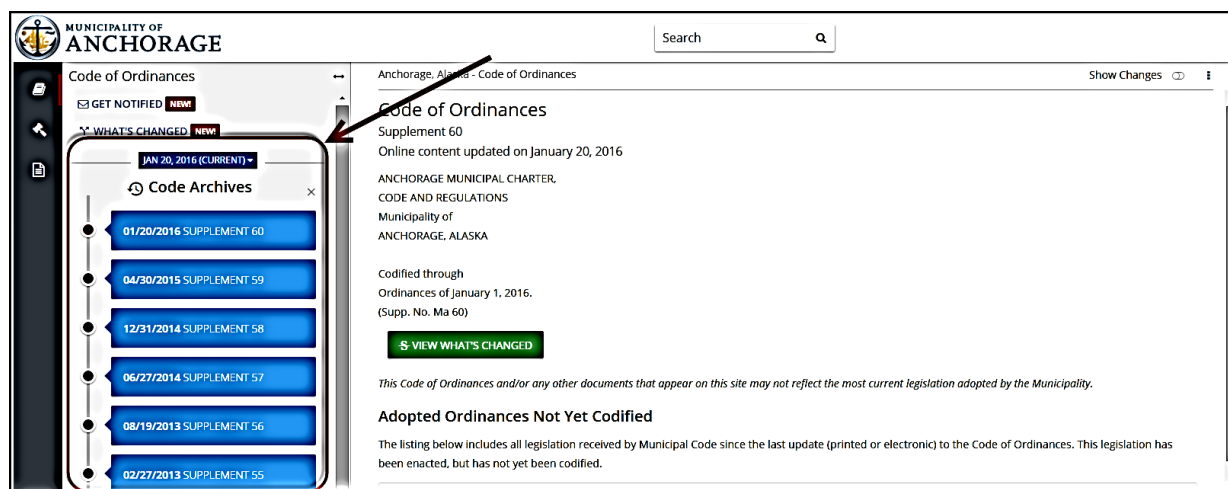 MUNICIPALITY OF
ANCHORAGE
Search
Code of Ordinances
GET NOTIFIED NEW!
WHAT'S CHANGED NEW!
JAN 20, 2016 (CURRENT)
Code Archives
01/20/2016 SUPPLEMENT 60
04/30/2015 SUPPLEMENT 59
12/31/2014 SUPPLEMENT 58
06/27/2014 SUPPLEMENT 57
08/19/2013 SUPPLEMENT 56
02/27/2013 SUPPLEMENT 55
Anchorage, Alaska - Code of Ordinances
Show Changes
Code of Ordinances
Supplement 60
Online content updated on January 20, 2016
ANCHORAGE MUNICIPAL CHARTER,
CODE AND REGULATIONS
Municipality of
ANCHORAGE, ALASKA
Codified through
Ordinances of January 1, 2016.
(Supp. No. Ma 60)
VIEW WHAT'S CHANGED
This Code of Ordinances and/or any other documents that appear on this site may not reflect the most current legislation adopted by the Municipality.
Adopted Ordinances Not Yet Codified
The listing below includes all legislation received by Municipal Code since the last update (printed or electronic) to the Code of Ordinances. This legislation has
been enacted, but has not yet been codified.